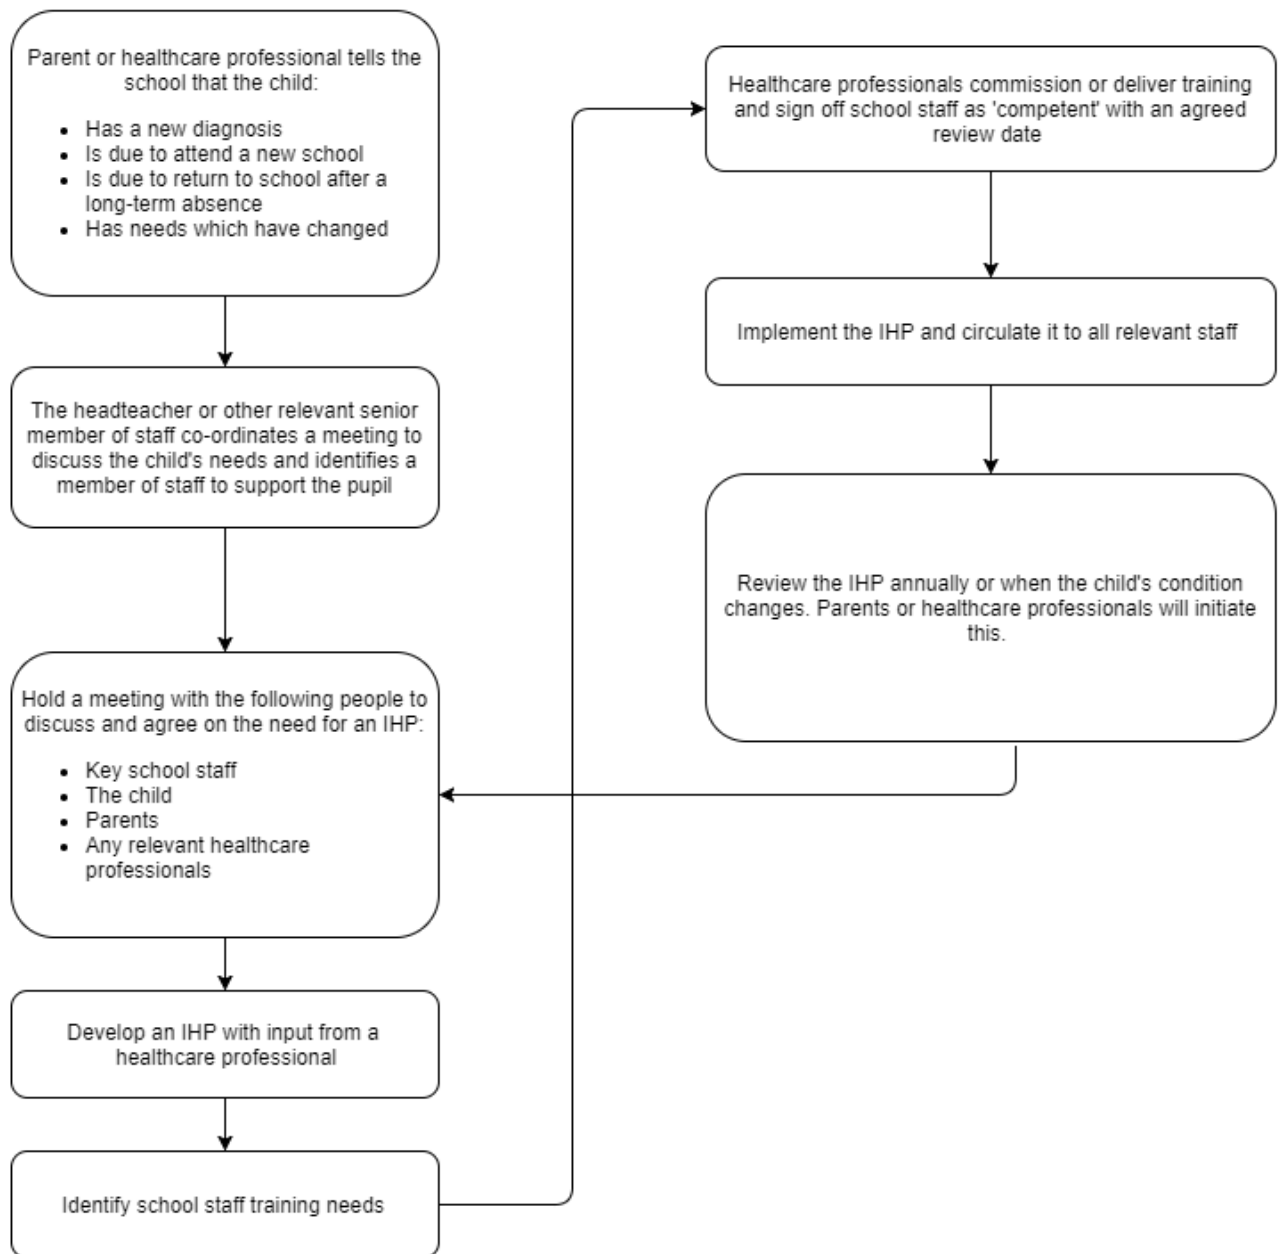 Parent or healthcare professional tells the
school that the child:
• Has a new diagnosis
• Is due to attend a new school
• Is due to return to school after a
long-term absence
• Has needs which have changed
The headteacher or other relevant senior
member of staff co-ordinates a meeting to
discuss the child's needs and identifies a
member of staff to support the pupil
Hold a meeting with the following people to
discuss and agree on the need for an IHP:
• Key school staff
• The child
• Parents
• Any relevant healthcare
professionals
Develop an IHP with input from a
healthcare professional
Identify school staff training needs
Healthcare professionals commission or deliver training
and sign off school staff as 'competent' with an agreed
review date
Implement the IHP and circulate it to all relevant staff
Review the IHP annually or when the child's condition
changes. Parents or healthcare professionals will initiate
this.